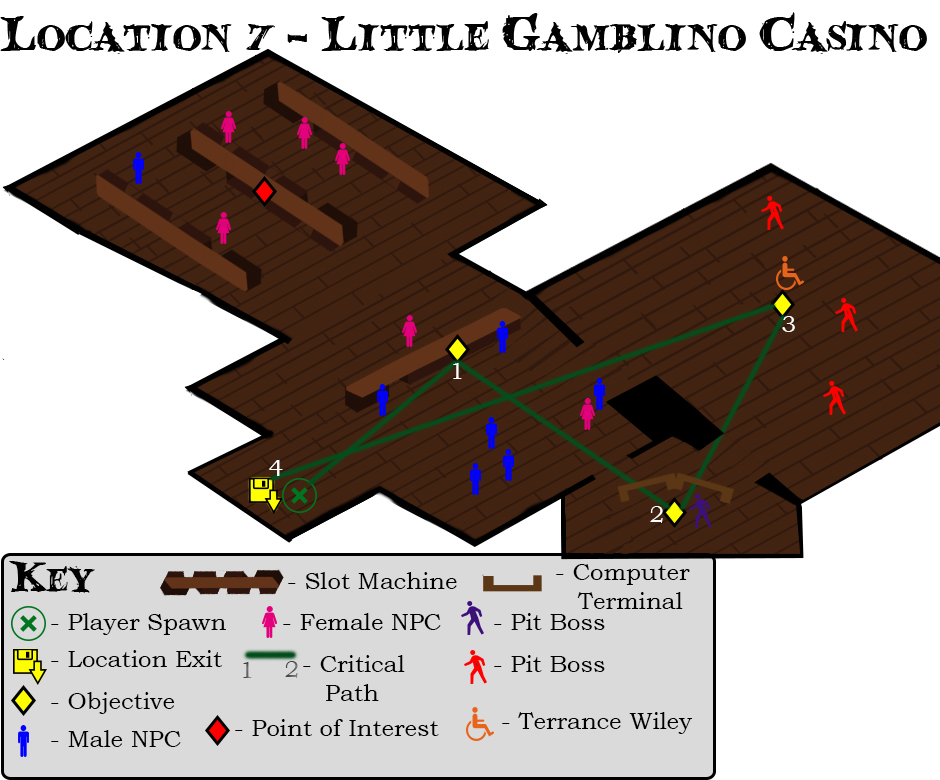 Location 7 - Little Gamblino Casino
3
1
4
2
Key
- Slot Machine
- Computer
Terminal
- Player Spawn
- Female NPC
- Pit Boss
- Location Exit
1 2
- Critical
Path
- Pit Boss
- Objective
- Point of Interest
- Terrance Wiley
- Male NPC